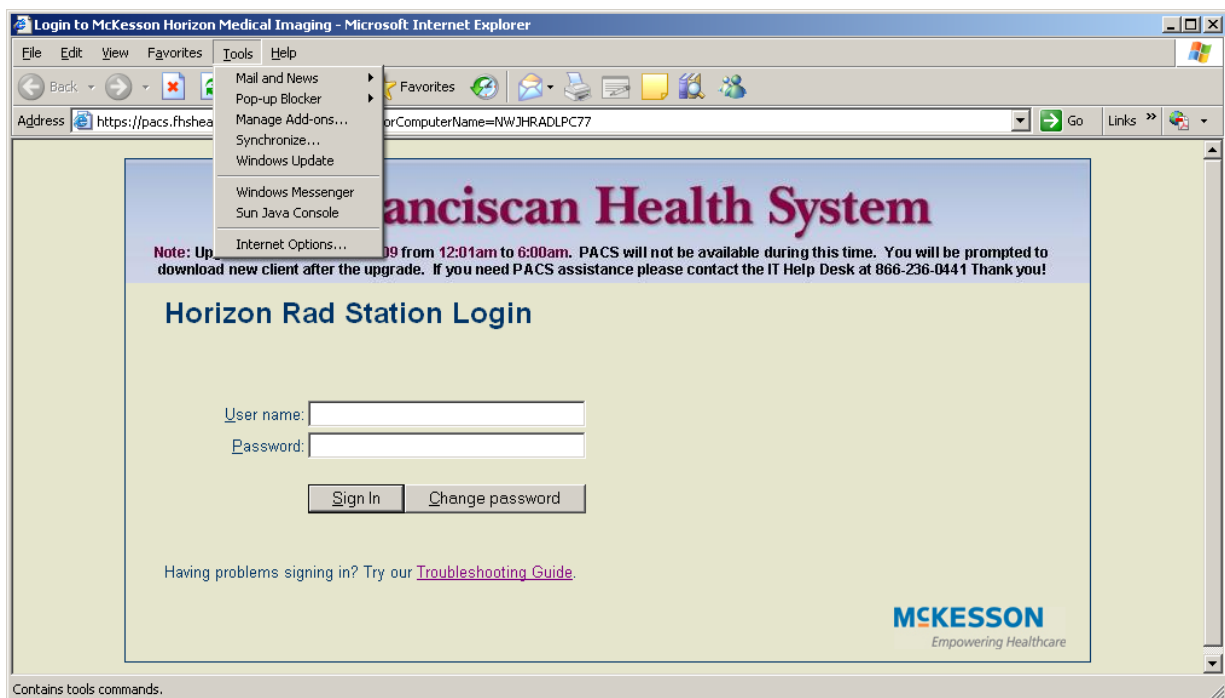 Login to McKesson Horizon Medical Imaging - Microsoft Internet Explorer
File Edit View Favorites Tools Help
Back Favorites
Address https://pacs.fhshea orComputerName=NWJHRADLPC77 Go Links »
Mail and News
Pop-up Blocker
Manage Add-ons...
Synchronize...
Windows Update
Windows Messenger
Sun Java Console
Internet Options...
anciscan Health System
Note: Up 09 from 12:01am to 6:00am. PACS will not be available during this time. You will be prompted to
download new client after the upgrade. If you need PACS assistance please contact the IT Help Desk at 866-236-0441 Thank you!
Horizon Rad Station Login
User name:
Password:
Sign In Change password
Having problems signing in? Try our Troubleshooting Guide.
McKESSON
Empowering Healthcare
Contains tools commands.